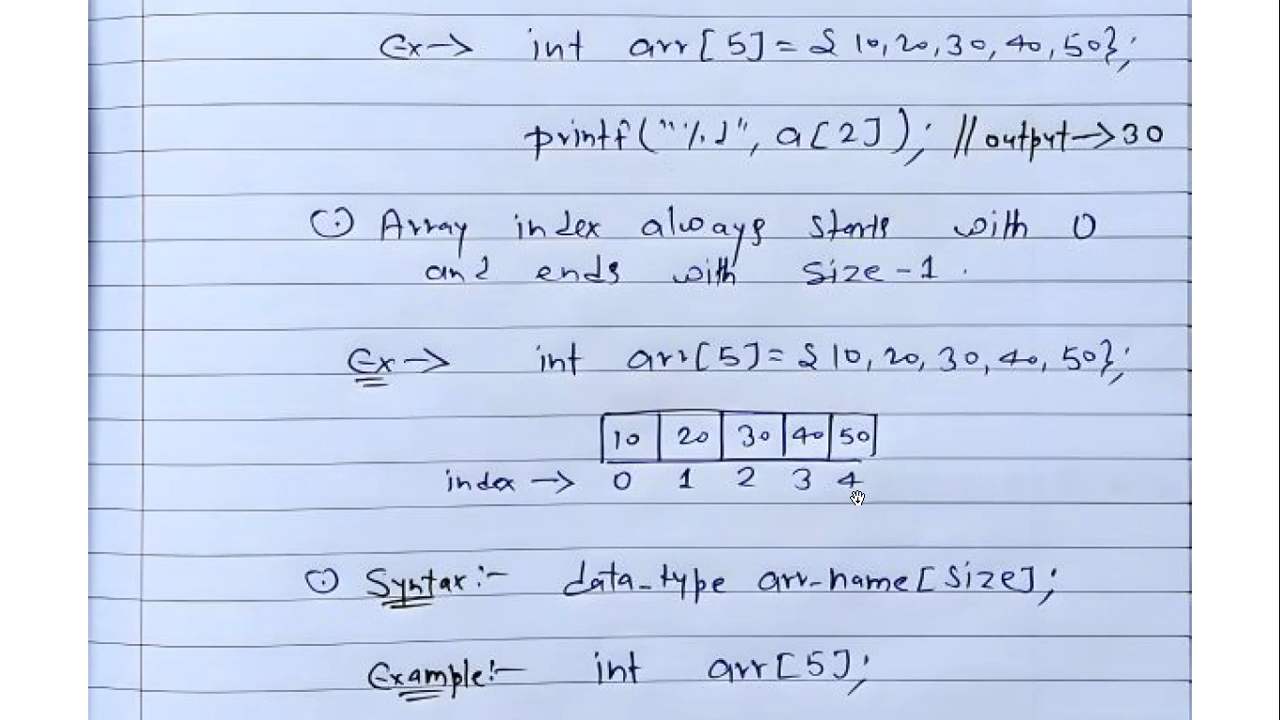 Ex→ int arr[5]={10,20,30,40,50};
printf("%d", a[2]); //output→30
⊙ Array index always starts with 0
and ends with size-1.
Ex→ int arr[5]={10,20,30,40,50};
10 20 30 40 50
index → 0 1 2 3 4
⊙ Syntax:- data_type arr-name[size];
Example:- int arr[5];